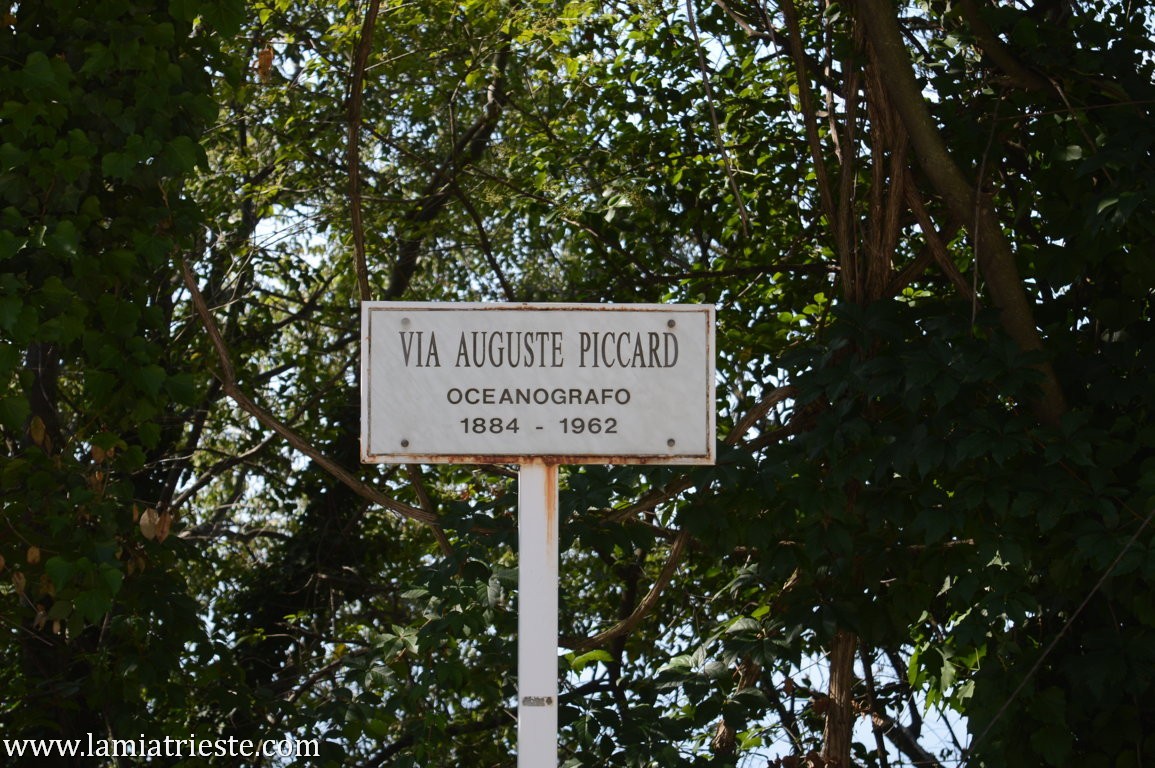 VIA AUGUSTE PICCARD
OCEANOGRAFO
1884 - 1962
www.lamiatrieste.com